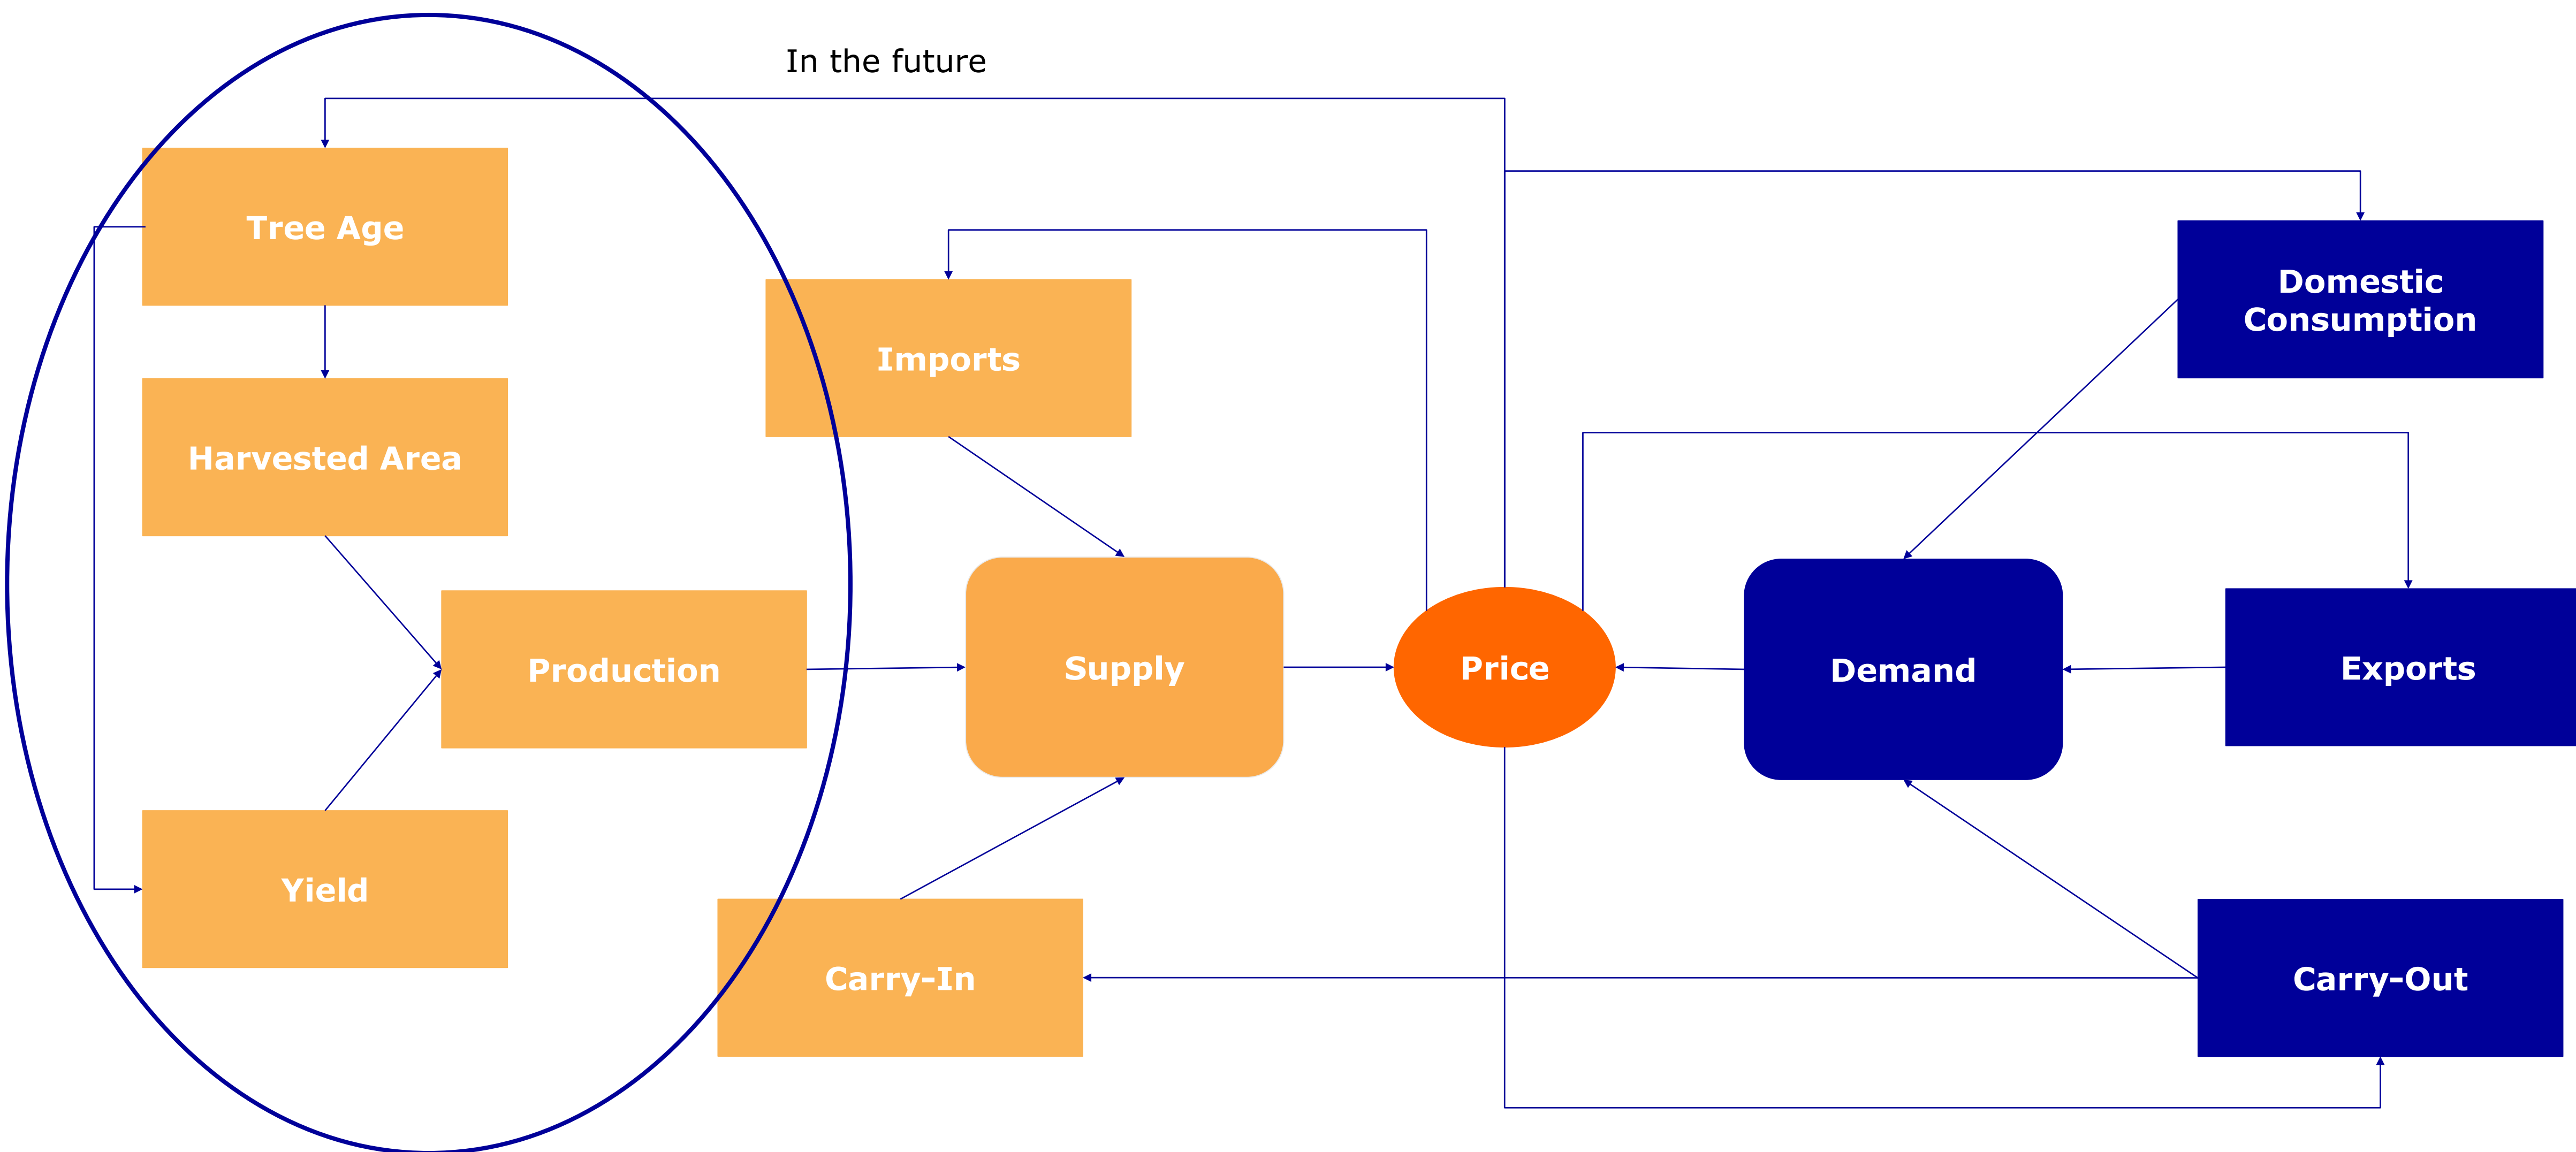 In the future
Tree Age
Domestic
Consumption
Imports
Harvested Area
Production
Supply
Price
Demand
Exports
Yield
Carry-In
Carry-Out